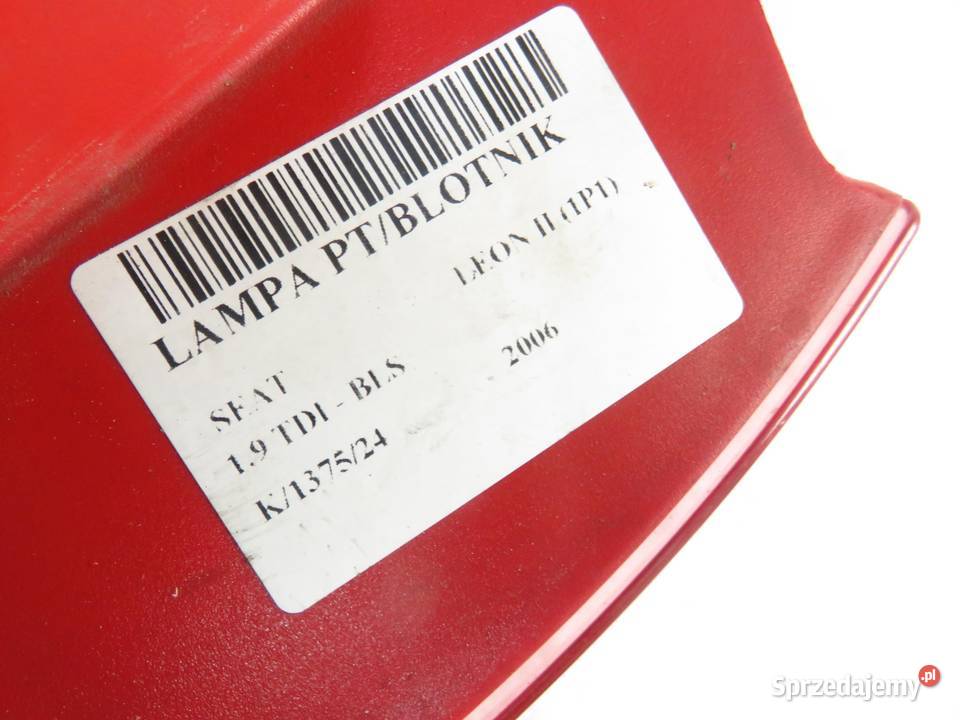 LAMPA PT/BLOTNIK
SEAT LEON II (1P1)
1.9 TDI - BLS 2006
K/1375/24
Sprzedajemy.pl